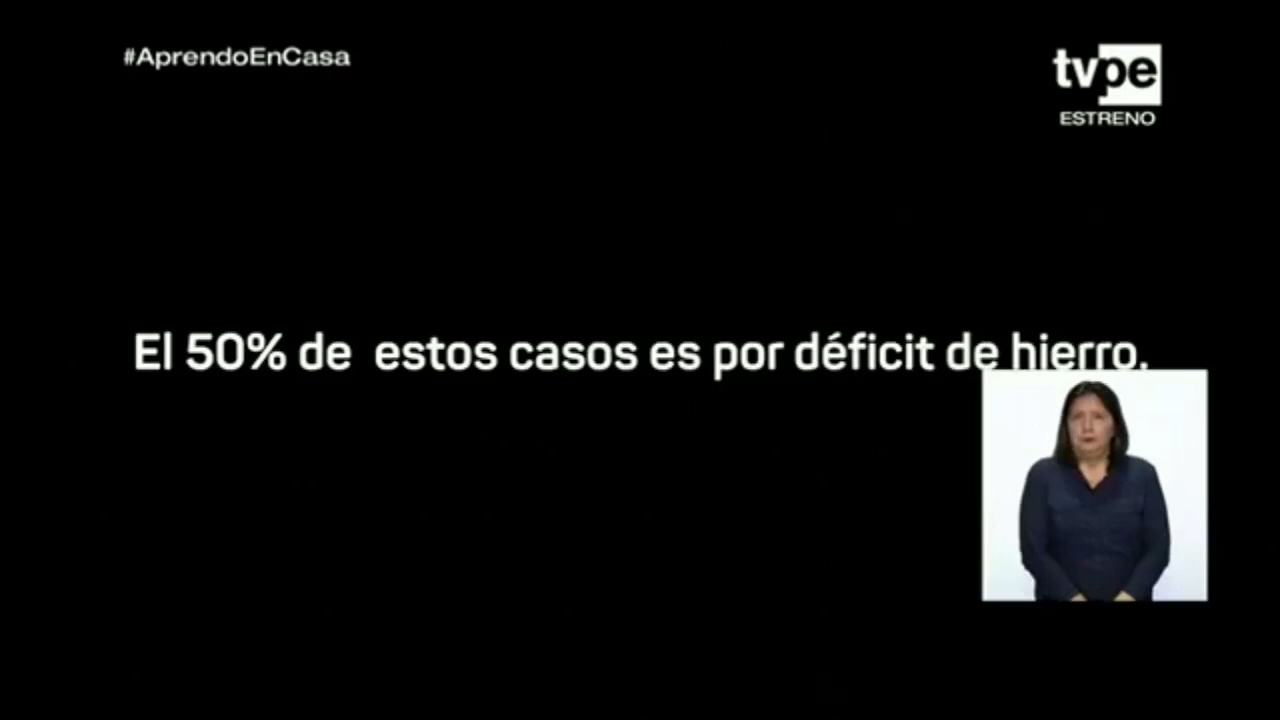 #AprendoEnCasa
tvpe
ESTRENO
El 50% de  estos casos es por déficit de hierro.